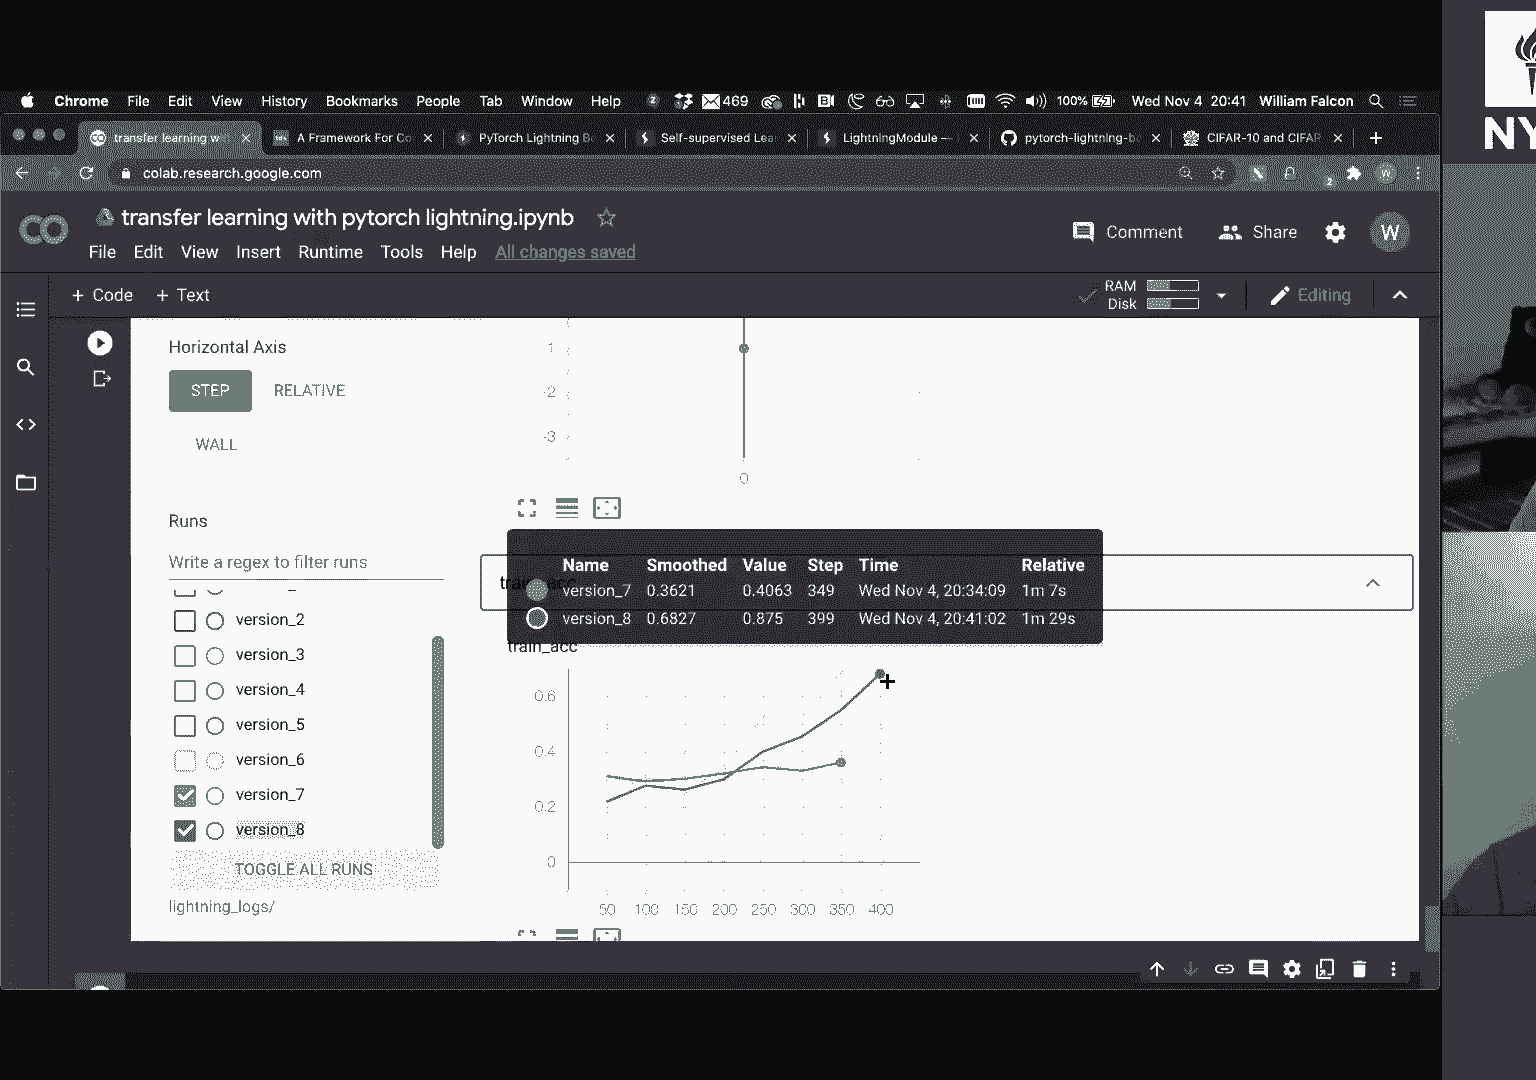 Chrome File Edit View History Bookmarks People Tab Window Help 469 100% Wed Nov 4 20:41 William Falcon
transfer learning wit A Framework For Co PyTorch Lightning B Self-supervised Lea LightningModule — pytorch-lightning-bo CIFAR-10 and CIFAR
colab.research.google.com 2 W
NY
CO transfer learning with pytorch lightning.ipynb
Comment Share W
File Edit View Insert Runtime Tools Help All changes saved
+ Code + Text RAM Disk Editing
Horizontal Axis
STEP RELATIVE
WALL
1
-2
-3
0
Runs
Write a regex to filter runs
version_2
version_3
version_4
version_5
version_6
version_7
version_8
TOGGLE ALL RUNS
lightning_logs/
train_acc
Name Smoothed Value Step Time Relative
version_7 0.3621 0.4063 349 Wed Nov 4, 20:34:09 1m 7s
version_8 0.6827 0.875 399 Wed Nov 4, 20:41:02 1m 29s
train_acc
0.6
0.4
0.2
0
50 100 150 200 250 300 350 400